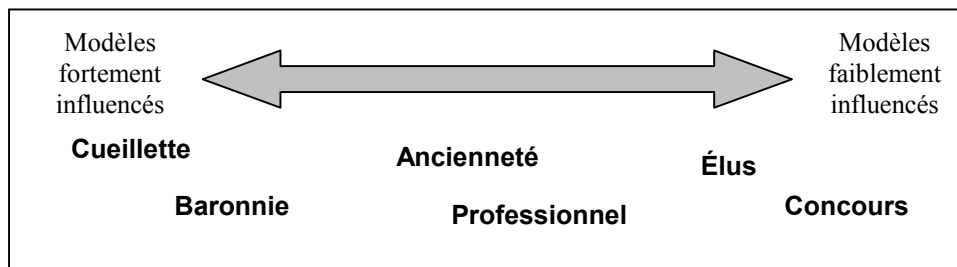 Modèles
fortement
influencés
Modèles
faiblement
influencés
Cueillette
Ancienneté
Élus
Baronnie
Professionnel
Concours